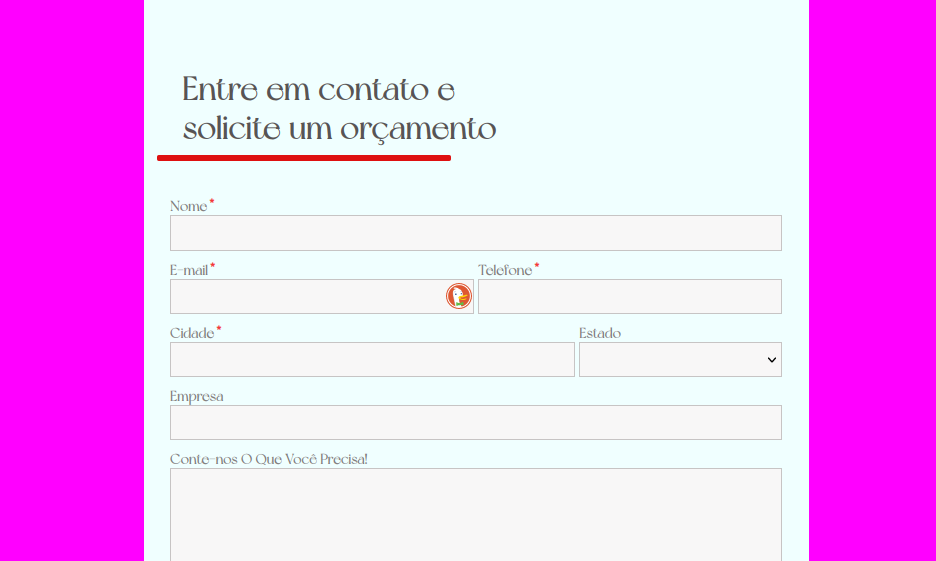 Entre em contato e
solicite um orçamento
Nome *
E-mail *
Telefone *
Cidade *
Estado
Empresa
Conte-nos O Que Você Precisa!